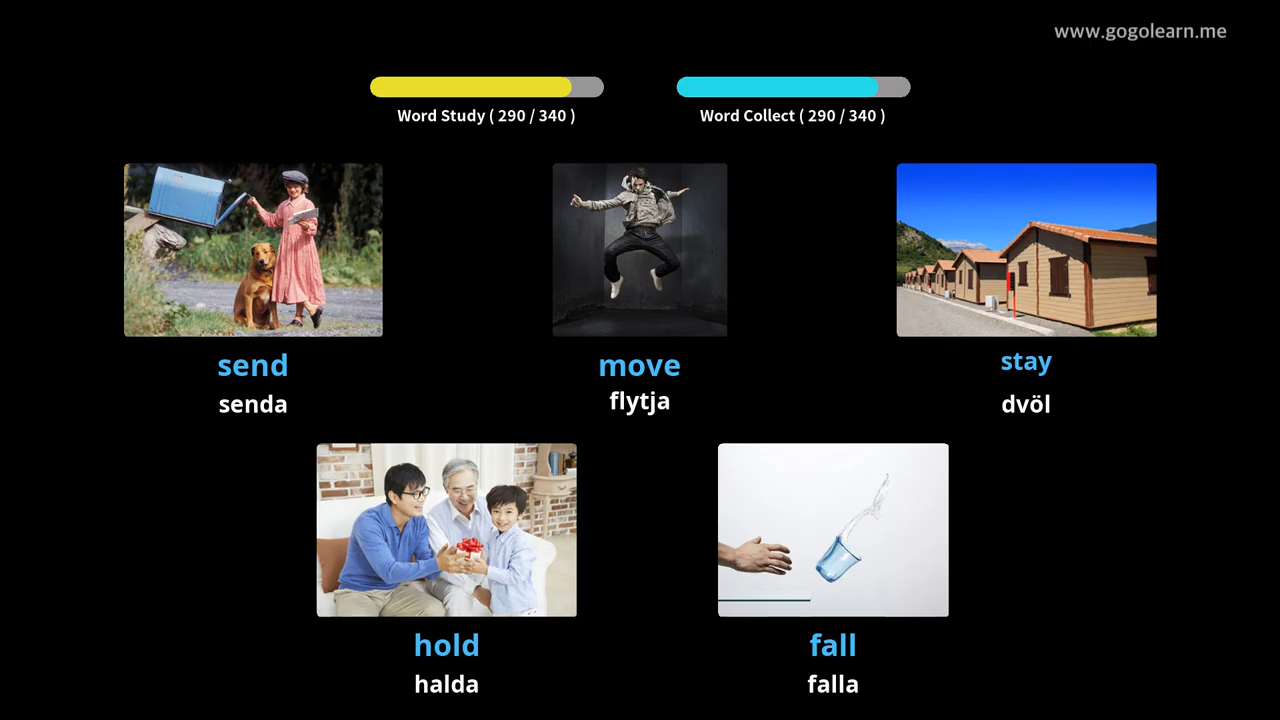 www.gogolearn.me
Word Study ( 290 / 340 )
Word Collect ( 290 / 340 )
send
senda
move
flytja
stay
dvöl
hold
halda
fall
falla